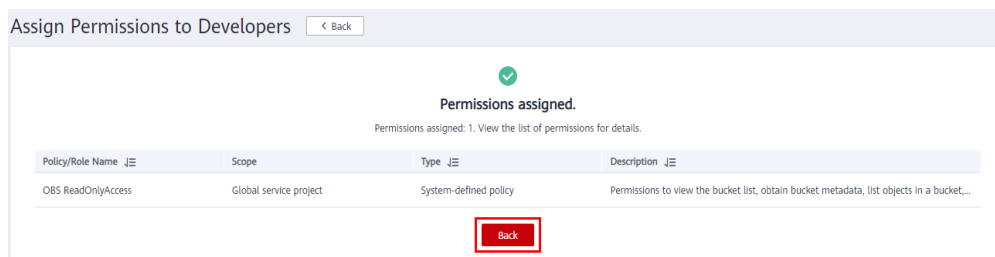 Assign Permissions to Developers < Back
Permissions assigned.
Permissions assigned: 1. View the list of permissions for details.
Policy/Role Name Scope Type Description
OBS ReadOnlyAccess Global service project System-defined policy Permissions to view the bucket list, obtain bucket metadata, list objects in a bucket,...
Back